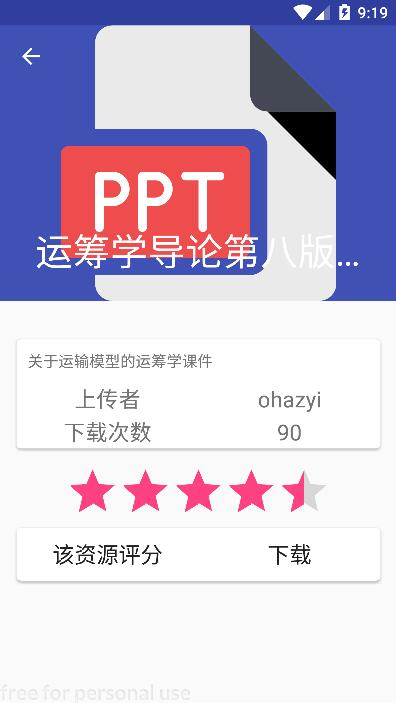 9:19
PPT
运筹学导论第八版...
关于运输模型的运筹学课件
上传者 ohazyi
下载次数 90
该资源评分 下载
free for personal use